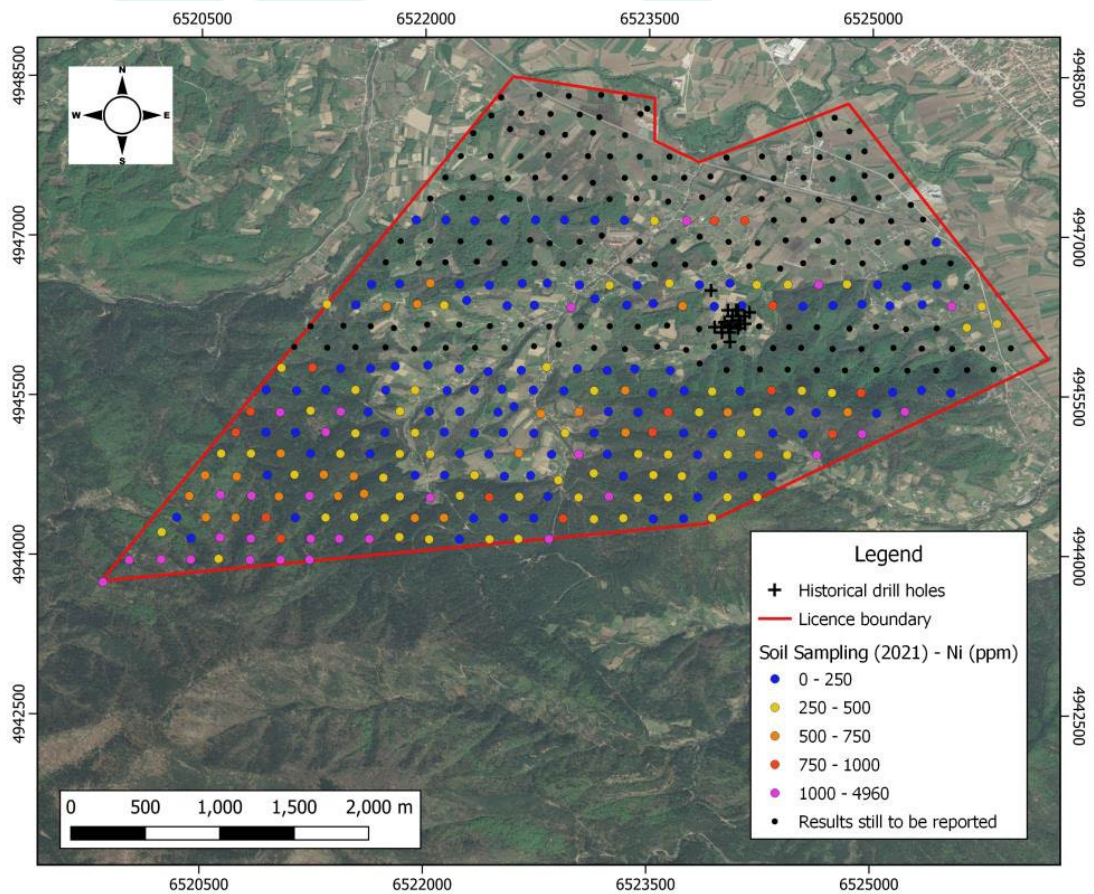 6520500 6522000 6523500 6525000
4948500 4948500
N
W E
S
4947000 4947000
4945500 4945500
4944000 4944000
4942500 4942500
Legend
Historical drill holes
Licence boundary
Soil Sampling (2021) - Ni (ppm)
0 - 250
250 - 500
500 - 750
750 - 1000
1000 - 4960
Results still to be reported
0 500 1,000 1,500 2,000 m
6520500 6522000 6523500 6525000